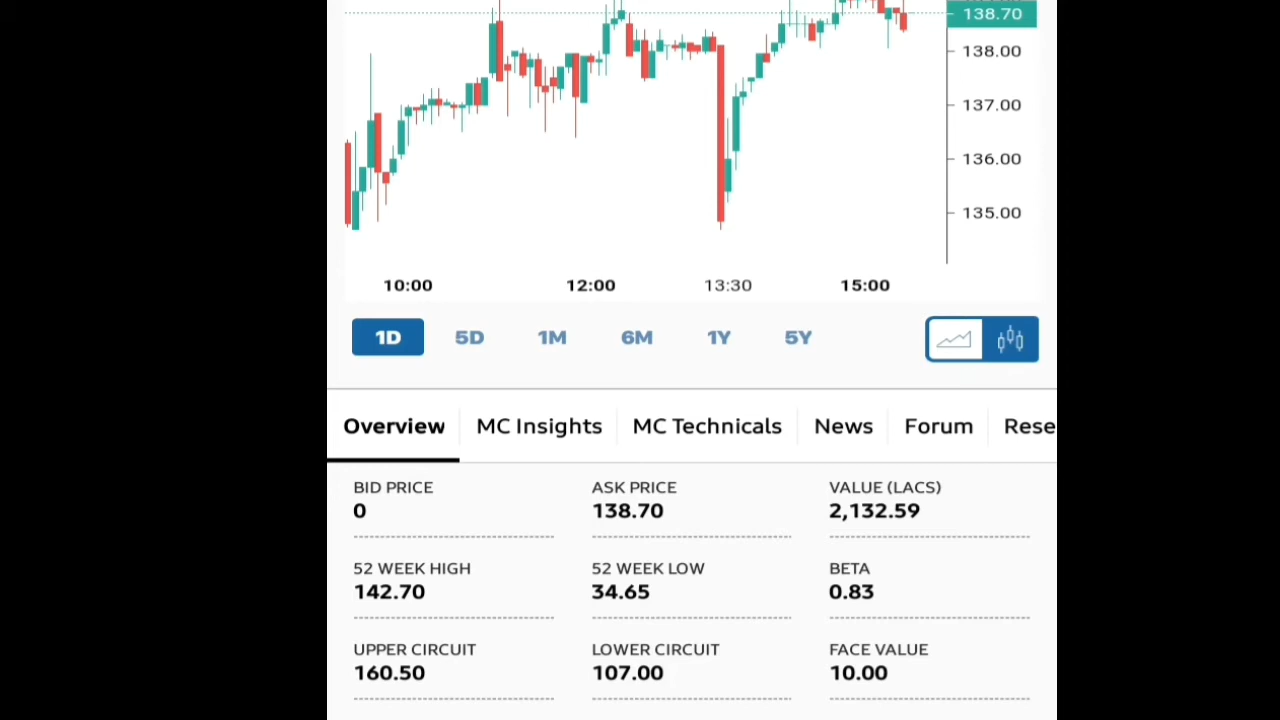 138.70
138.00
137.00
136.00
135.00
10:00 12:00 13:30 15:00
1D 5D 1M 6M 1Y 5Y
Overview MC Insights MC Technicals News Forum Rese
BID PRICE ASK PRICE VALUE (LACS)
0 138.70 2,132.59
52 WEEK HIGH 52 WEEK LOW BETA
142.70 34.65 0.83
UPPER CIRCUIT LOWER CIRCUIT FACE VALUE
160.50 107.00 10.00